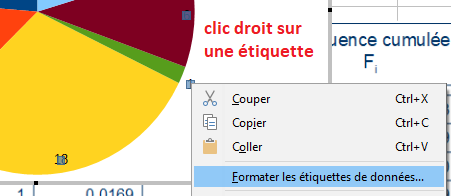 clic droit sur
une étiquette
uence cumulée
F i
Couper Ctrl+X
Copier Ctrl+C
Coller Ctrl+V
Formater les étiquettes de données...
18
1 0,0169